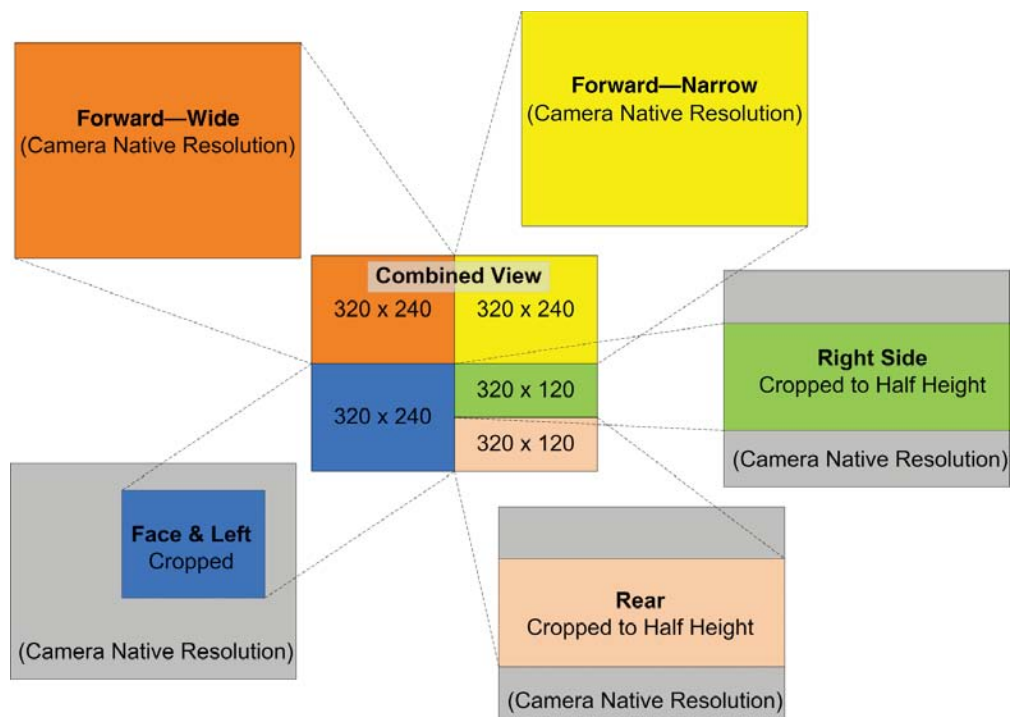 Forward—Wide
(Camera Native Resolution)
Forward—Narrow
(Camera Native Resolution)
Combined View
320 x 240
320 x 240
320 x 240
320 x 120
320 x 120
Right Side
Cropped to Half Height
(Camera Native Resolution)
Face & Left
Cropped
(Camera Native Resolution)
Rear
Cropped to Half Height
(Camera Native Resolution)